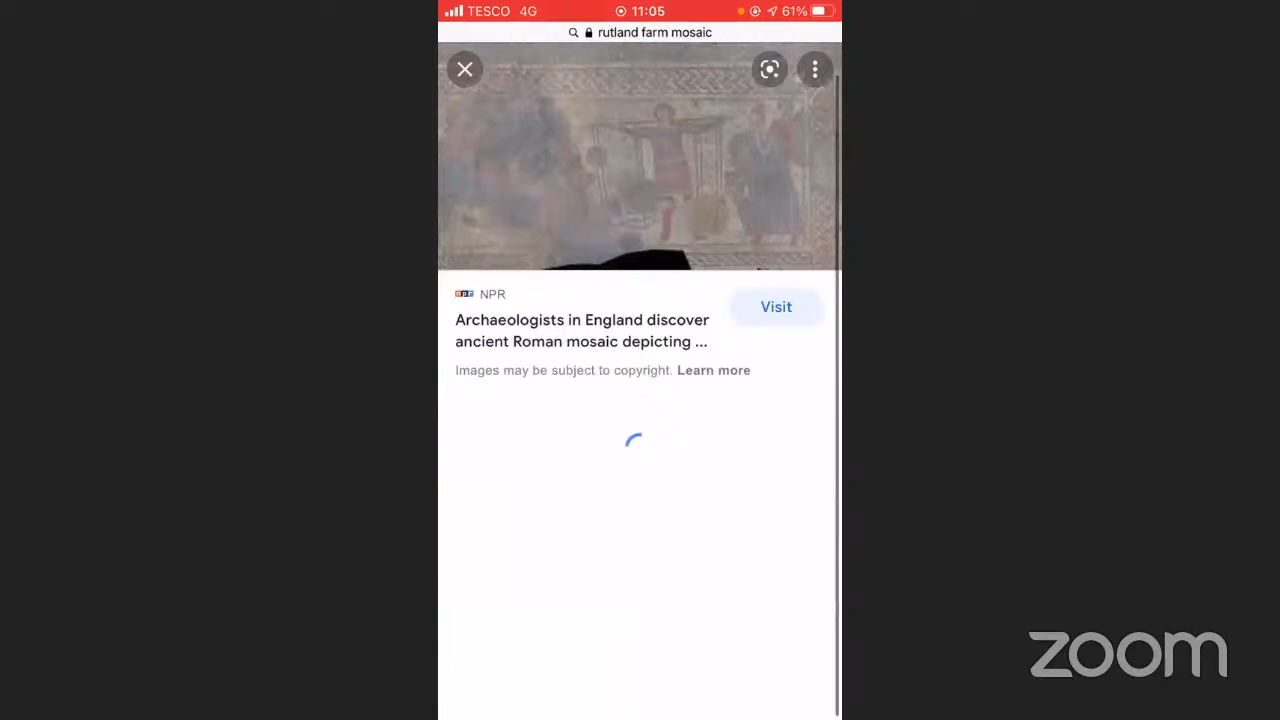 TESCO 4G 11:05 61%
rutland farm mosaic
npr NPR
Visit
Archaeologists in England discover
ancient Roman mosaic depicting ...
Images may be subject to copyright. Learn more
zoom